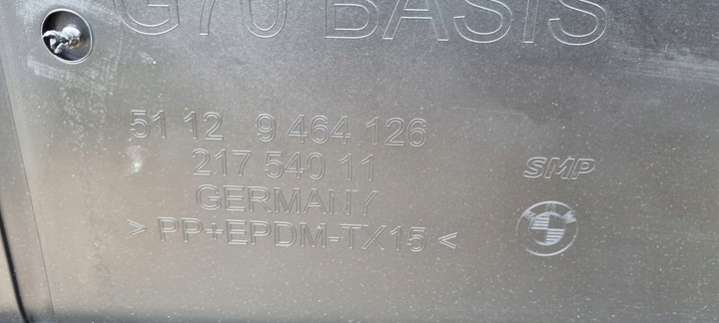 G70 BASIS
51 12 9 464 126
217 540 11
SMP
GERMANY
> PP+EPDM-TX15 <